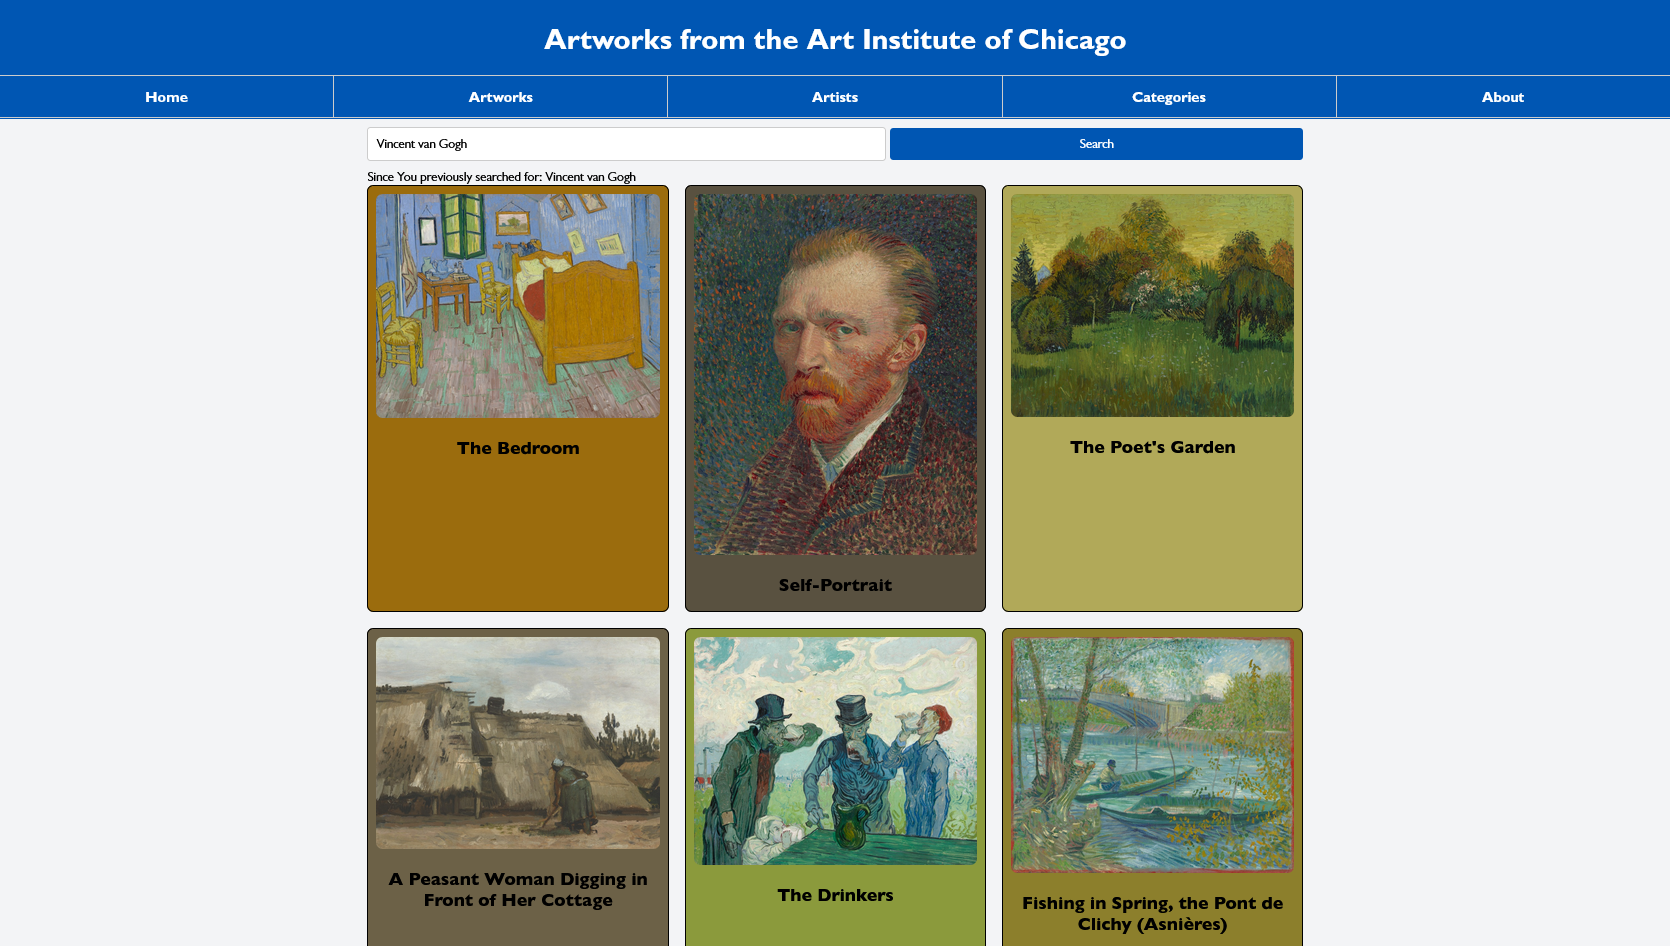 Artworks from the Art Institute of Chicago
Home
Artworks
Artists
Categories
About
Vincent van Gogh
Search
Since You previously searched for: Vincent van Gogh
The Bedroom
Self-Portrait
The Poet's Garden
A Peasant Woman Digging in
Front of Her Cottage
The Drinkers
Fishing in Spring, the Pont de
Clichy (Asnières)